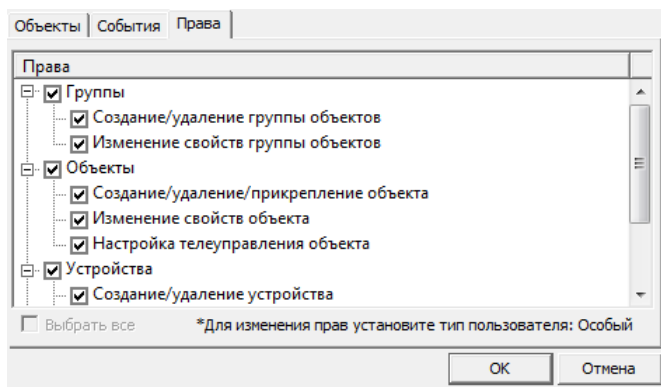 Объекты События Права
Права
Группы
Создание/удаление группы объектов
Изменение свойств группы объектов
Объекты
Создание/удаление/прикрепление объекта
Изменение свойств объекта
Настройка телеуправления объекта
Устройства
Создание/удаление устройства
Выбрать все *Для изменения прав установите тип пользователя: Особый
OK Отмена